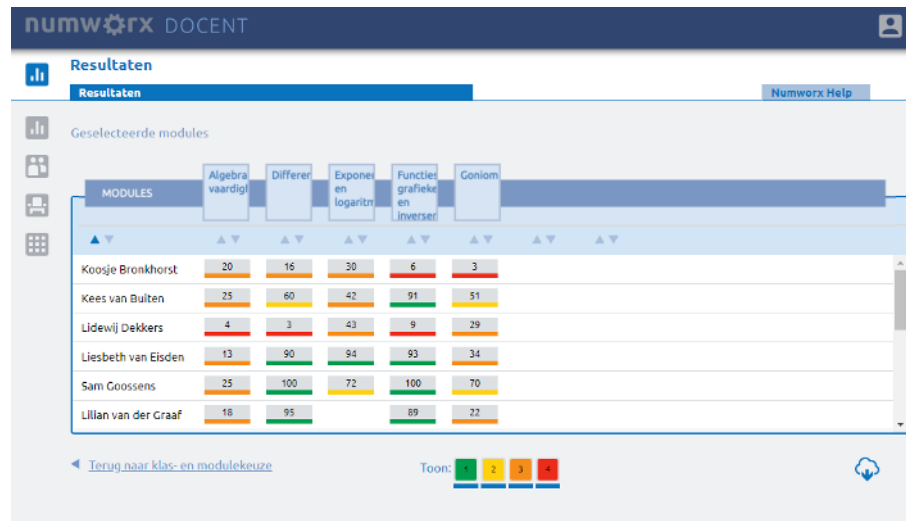 numworx DOCENT
Resultaten
Resultaten
Numworx Help
Geselecteerde modules
MODULES
Algebra
vaardigh
Differen
Exponen
en
logaritm
Functies
grafieke
en
inversen
Goniom
Koosje Bronkhorst 20 16 30 6 3
Kees van Buiten 25 60 42 91 51
Lidewij Dekkers 4 3 43 9 29
Liesbeth van Eisden 13 90 94 93 34
Sam Goossens 25 100 72 100 70
Lilian van der Graaf 18 95 89 22
Terug naar klas- en modulekeuze
Toon: 1 2 3 4